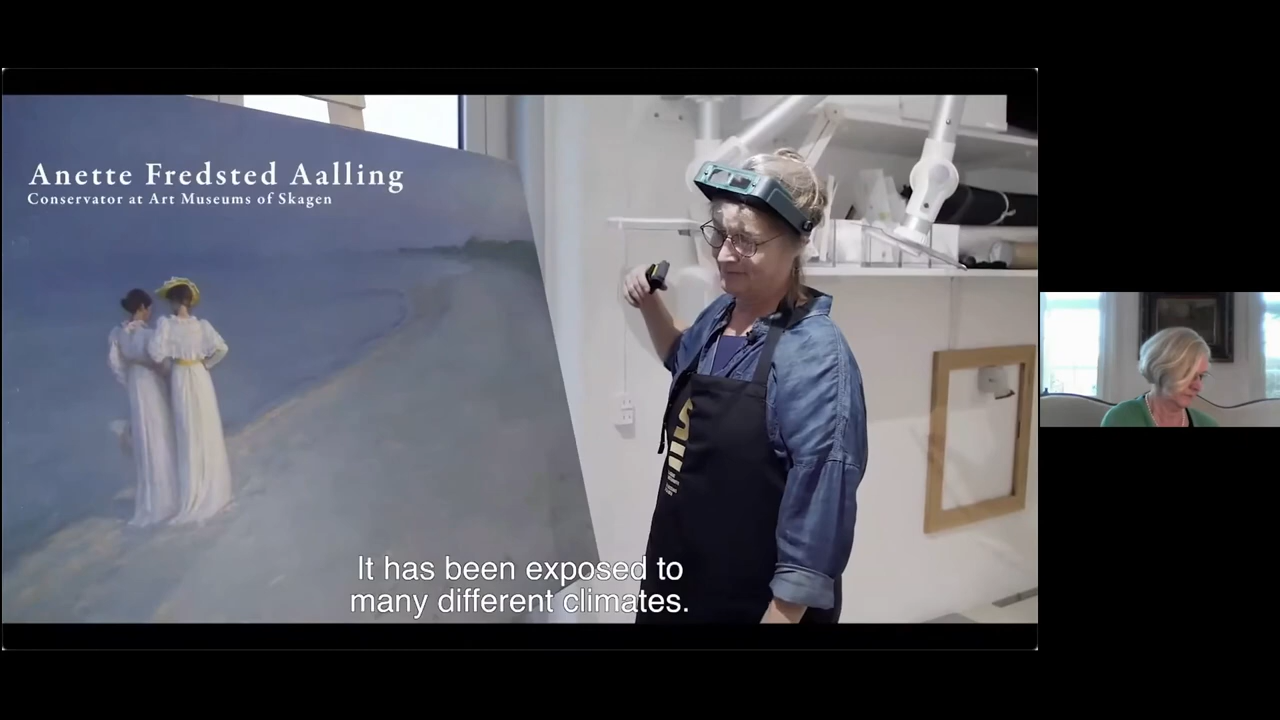 Anette Fredsted Aalling
Conservator at Art Museums of Skagen
It has been exposed to
many different climates.